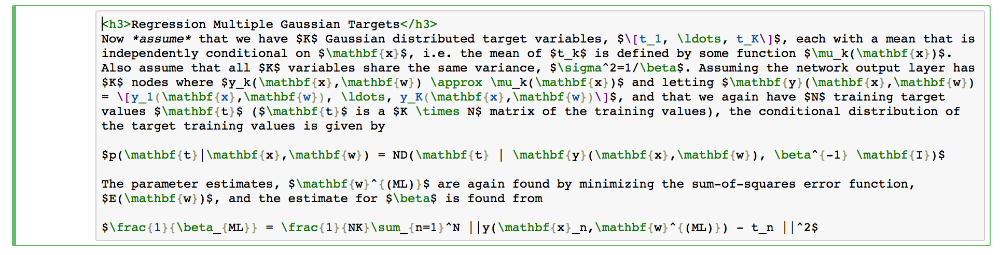 <h3>Regression Multiple Gaussian Targets</h3>
Now *assume* that we have $K$ Gaussian distributed target variables, $\[t_1, \ldots, t_K\]$, each with a mean that is
independently conditional on $\mathbf{x}$, i.e. the mean of $t_k$ is defined by some function $\mu_k(\mathbf{x})$.
Also assume that all $K$ variables share the same variance, $\sigma^2=1/\beta$. Assuming the network output layer has
$K$ nodes where $y_k(\mathbf{x},\mathbf{w}) \approx \mu_k(\mathbf{x})$ and letting $\mathbf{y}(\mathbf{x},\mathbf{w})
= \[y_1(\mathbf{x},\mathbf{w}), \ldots, y_K(\mathbf{x},\mathbf{w})\]$, and that we again have $N$ training target
values $\mathbf{t}$ ($\mathbf{t}$ is a $K \times N$ matrix of the training values), the conditional distribution of
the target training values is given by
$p(\mathbf{t}|\mathbf{x},\mathbf{w}) = ND(\mathbf{t} | \mathbf{y}(\mathbf{x},\mathbf{w}), \beta^{-1} \mathbf{I})$
The parameter estimates, $\mathbf{w}^{(ML)}$ are again found by minimizing the sum-of-squares error function,
$E(\mathbf{w})$, and the estimate for $\beta$ is found from
$\frac{1}{\beta_{ML}} = \frac{1}{NK}\sum_{n=1}^N ||y(\mathbf{x}_n,\mathbf{w}^{(ML)}) - t_n ||^2$